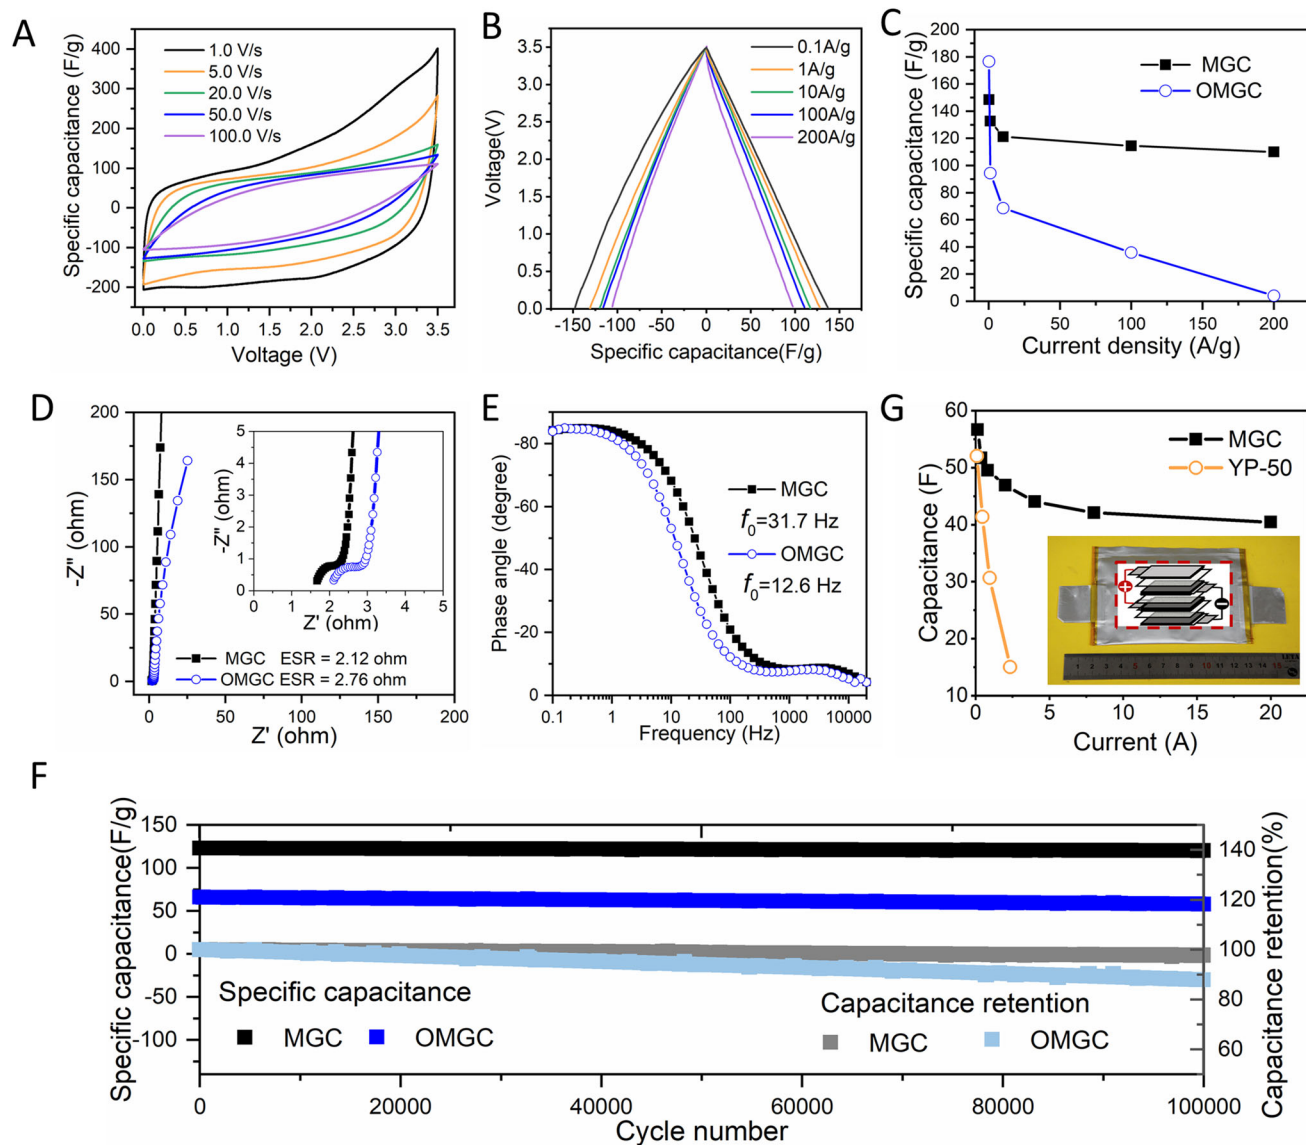 A
Specific capacitance (F/g)
400
300
200
100
0
-100
-200
1.0 V/s
5.0 V/s
20.0 V/s
50.0 V/s
100.0 V/s
0.0 0.5 1.0 1.5 2.0 2.5 3.0 3.5
Voltage (V)
B
Voltage(V)
3.5
3.0
2.5
2.0
1.5
1.0
0.5
0.0
0.1A/g
1A/g
10A/g
100A/g
200A/g
-150 -100 -50 0 50 100 150
Specific capacitance(F/g)
C
Specific capacitance (F/g)
200
180
160
140
120
100
80
60
40
20
0
MGC
OMGC
0 50 100 150 200
Current density (A/g)
D
-Z'' (ohm)
200
150
100
50
0
-Z'' (ohm)
5
4
3
2
1
0
0 1 2 3 4 5
Z' (ohm)
MGC ESR = 2.12 ohm
OMGC ESR = 2.76 ohm
0 50 100 150 200
Z' (ohm)
E
Phase angle (degree)
-80
-60
-40
-20
0
MGC
f0=31.7 Hz
OMGC
f0=12.6 Hz
0.1 1 10 100 1000 10000
Frequency (Hz)
G
Capacitance (F)
60
50
40
30
15
10
MGC
YP-50
0 5 10 15 20
Current (A)
F
Specific capacitance(F/g)
150
100
50
0
-50
-100
Specific capacitance
MGC OMGC
Capacitance retention
MGC OMGC
140
120
100
80
60
Capacitance retention(%)
0 20000 40000 60000 80000 100000
Cycle number